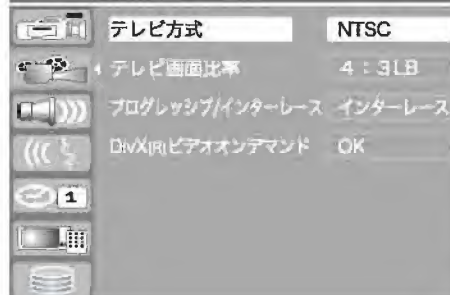 テレビ方式 NTSC
テレビ画面比率 4：3LB
プログレッシブ/インターレース インターレース
DivX(R)ビデオオンデマンド OK
1